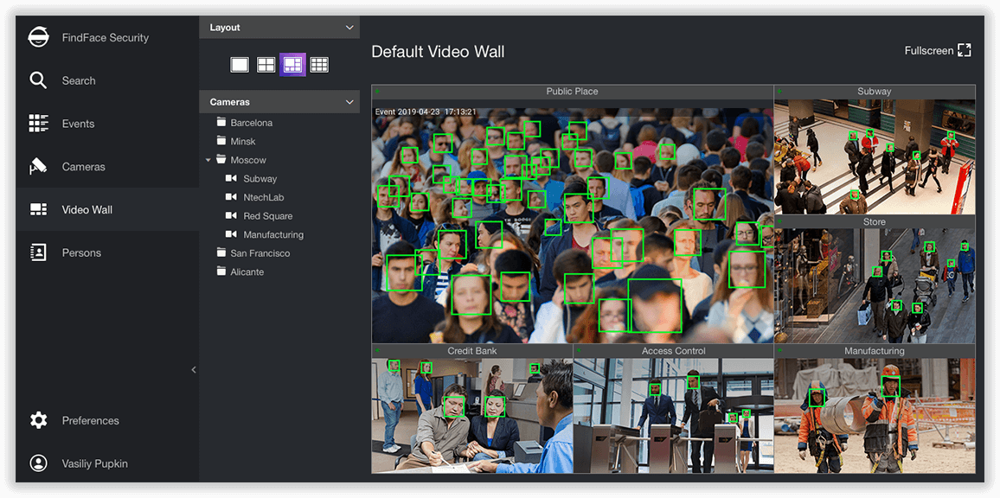 FindFace Security
Search
Events
Cameras
Video Wall
Persons
Preferences
Vasiliy Pupkin
Layout
Cameras
Barcelona
Minsk
Moscow
Subway
NtechLab
Red Square
Manufacturing
San Francisco
Alicante
Default Video Wall
Fullscreen
Public Place
Event 2019-04-23 17:13:21
Subway
Store
Credit Bank
Access Control
Manufacturing